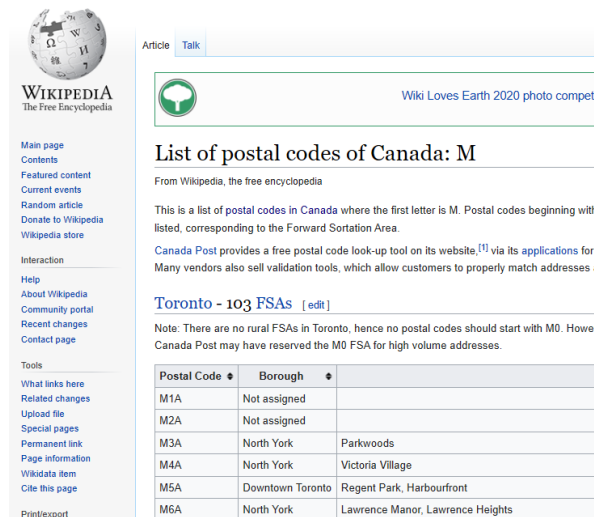 WIKIPEDIA
The Free Encyclopedia
Main page
Contents
Featured content
Current events
Random article
Donate to Wikipedia
Wikipedia store
Interaction
Help
About Wikipedia
Community portal
Recent changes
Contact page
Tools
What links here
Related changes
Upload file
Special pages
Permanent link
Page information
Wikidata item
Cite this page
Print/export
Article Talk
Wiki Loves Earth 2020 photo compet
List of postal codes of Canada: M
From Wikipedia, the free encyclopedia
This is a list of postal codes in Canada where the first letter is M. Postal codes beginning with
listed, corresponding to the Forward Sortation Area.
Canada Post provides a free postal code look-up tool on its website,[1] via its applications for
Many vendors also sell validation tools, which allow customers to properly match addresses
Toronto - 103 FSAs [ edit ]
Note: There are no rural FSAs in Toronto, hence no postal codes should start with M0. Howe
Canada Post may have reserved the M0 FSA for high volume addresses.
Postal Code Borough
M1A Not assigned
M2A Not assigned
M3A North York Parkwoods
M4A North York Victoria Village
M5A Downtown Toronto Regent Park, Harbourfront
M6A North York Lawrence Manor, Lawrence Heights